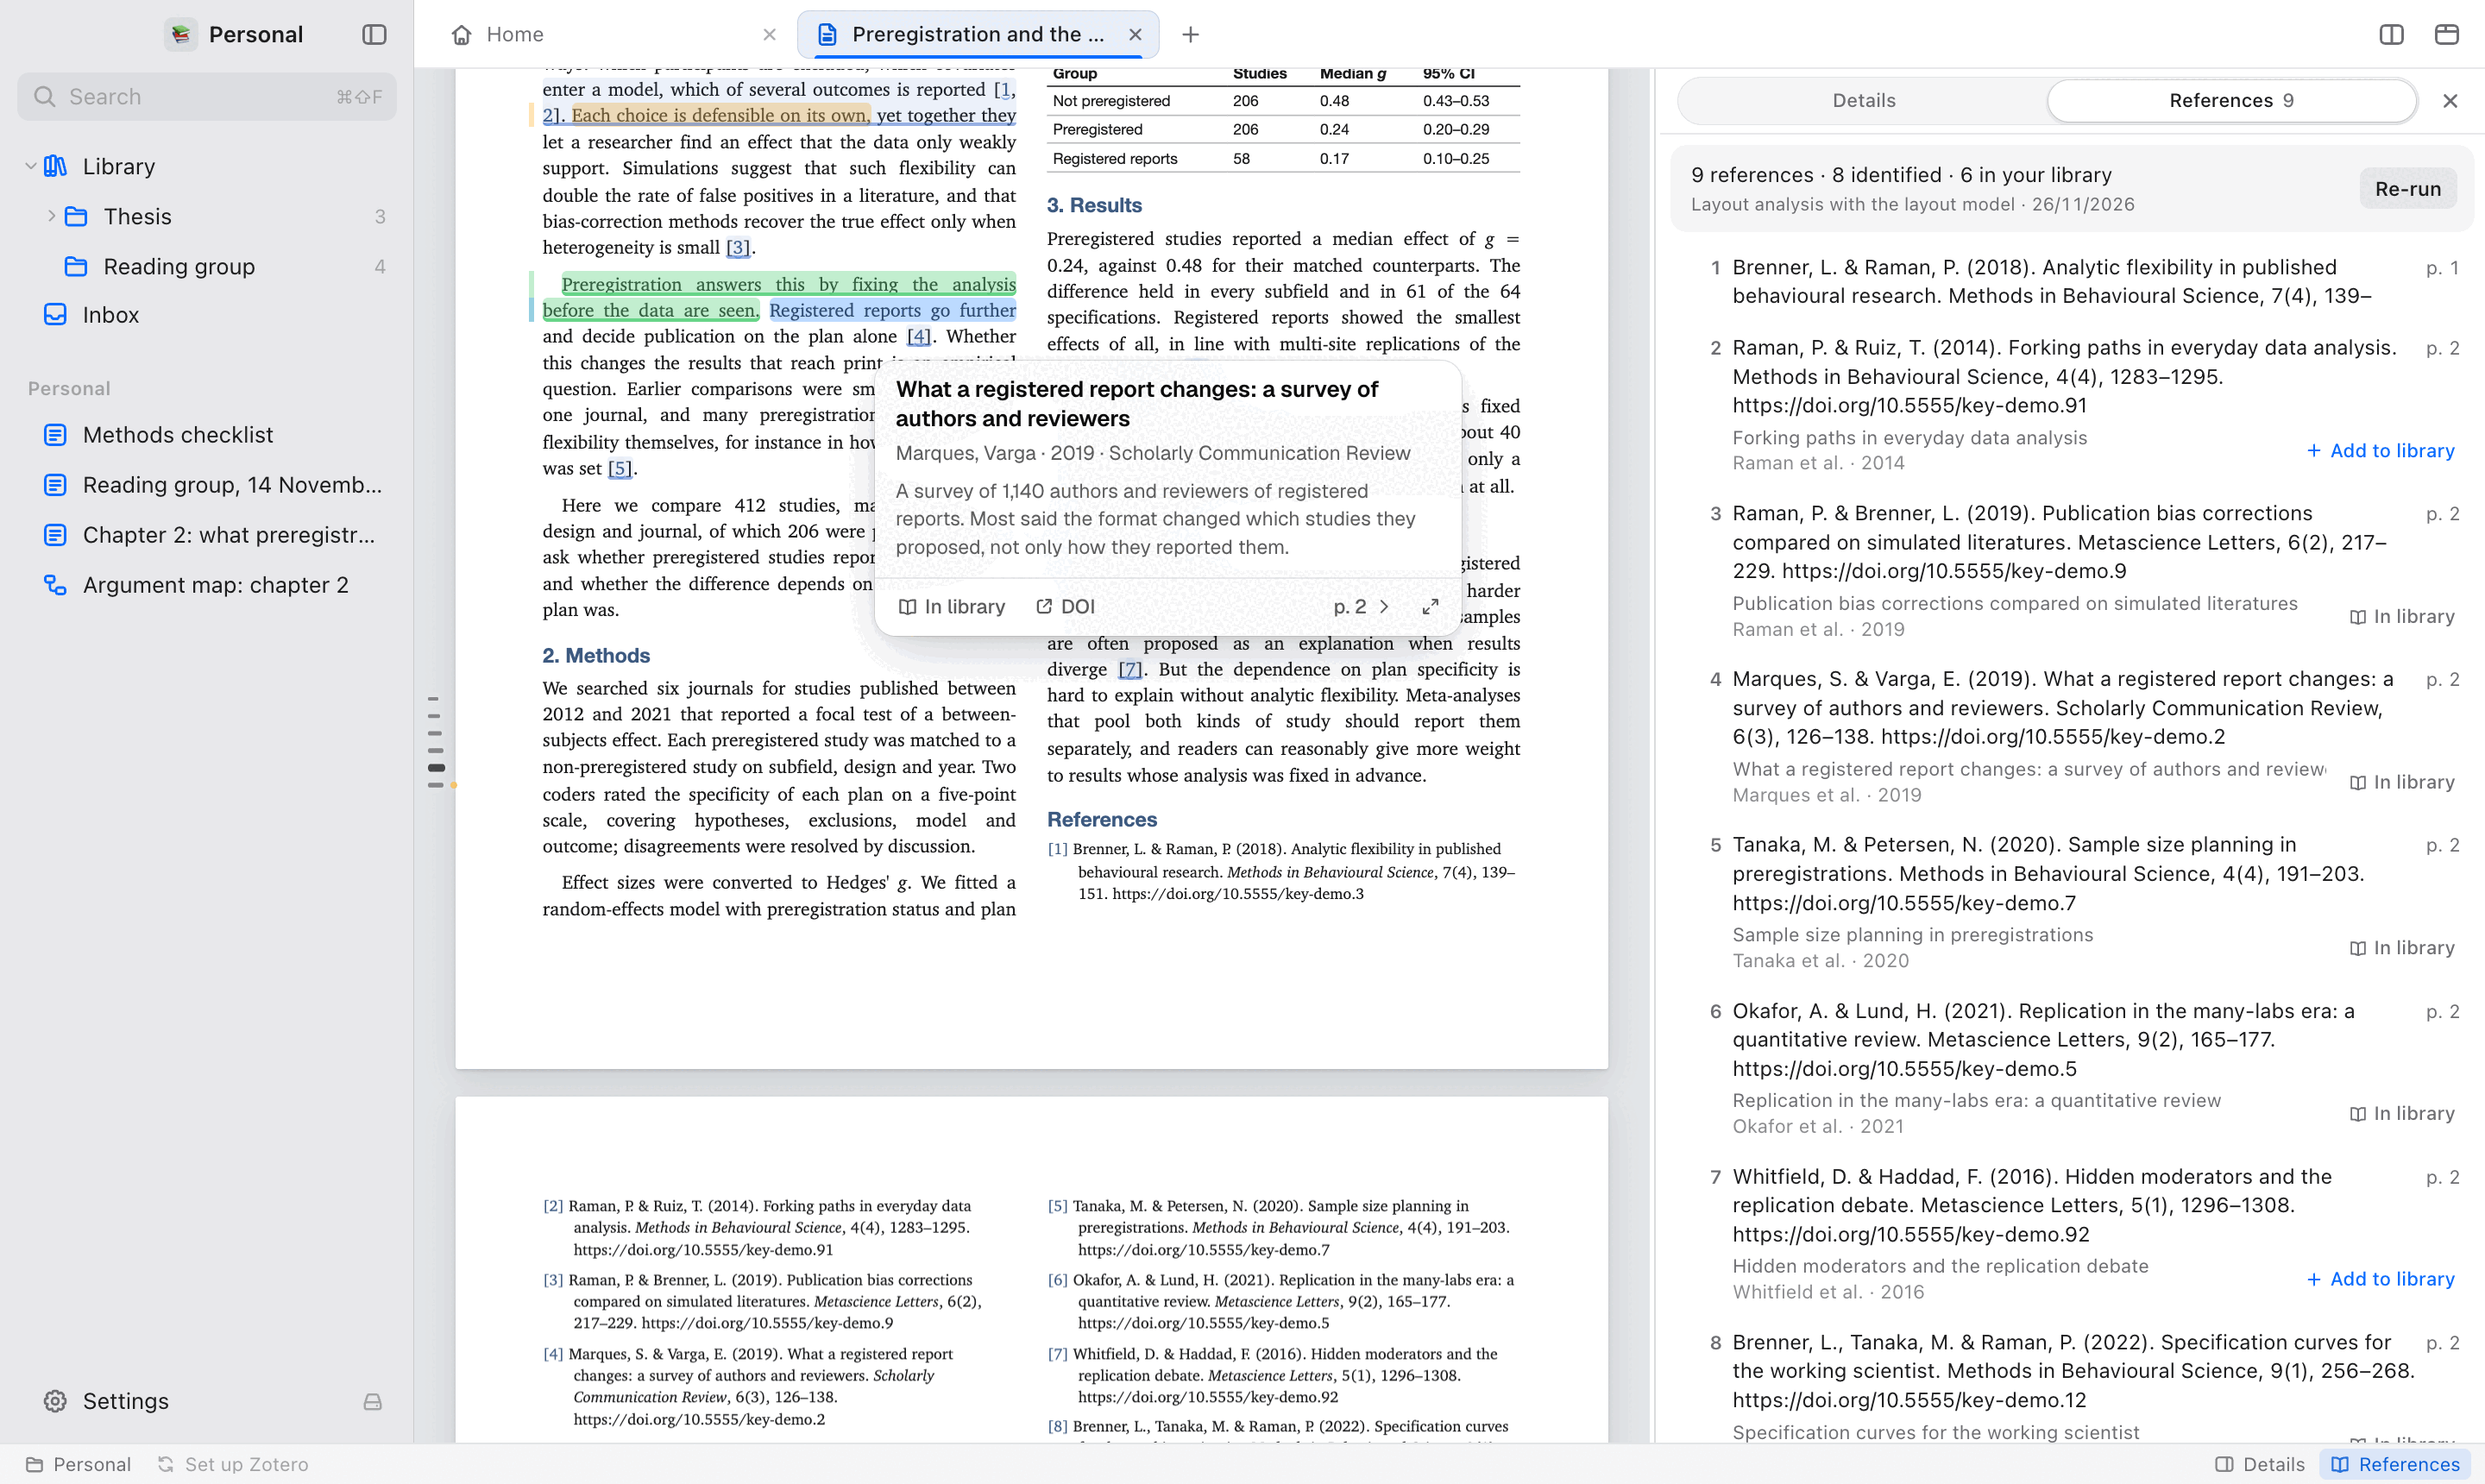 Personal
Search
⌘⇧F
Library
Thesis
3
Reading group
4
Inbox
Personal
Methods checklist
Reading group, 14 Novemb...
Chapter 2: what preregistr...
Argument map: chapter 2
Settings
Home
Preregistration and the ...
enter a model, which of several outcomes is reported [1,
2]. Each choice is defensible on its own, yet together they
let a researcher find an effect that the data only weakly
support. Simulations suggest that such flexibility can
double the rate of false positives in a literature, and that
bias-correction methods recover the true effect only when
heterogeneity is small [3].
Preregistration answers this by fixing the analysis
before the data are seen. Registered reports go further
and decide publication on the plan alone [4]. Whether
this changes the results that reach print is an empirical
question. Earlier comparisons were
one journal, and many
flexibility themselves, for instance in
was set [5].
Here we compare 412 studies,
design and journal, of which 206 were
ask whether preregistered studies
and whether the difference depends on
plan was.
2. Methods
We searched six journals for studies published between
2012 and 2021 that reported a focal test of a between-
subjects effect. Each preregistered study was matched to a
non-preregistered study on subfield, design and year. Two
coders rated the specificity of each plan on a five-point
scale, covering hypotheses, exclusions, model and
outcome; disagreements were resolved by discussion.
Effect sizes were converted to Hedges' g. We fitted a
random-effects model with preregistration status and plan
Group Studies Median g 95% CI
Not preregistered 206 0.48 0.43–0.53
Preregistered 206 0.24 0.20–0.29
Registered reports 58 0.17 0.10–0.25
3. Results
Preregistered studies reported a median effect of g =
0.24, against 0.48 for their matched counterparts. The
difference held in every subfield and in 61 of the 64
specifications. Registered reports showed the smallest
effects of all, in line with multi-site replications of the
fixed
40
only a
at all.
harder
are often proposed as an explanation when results
diverge [7]. But the dependence on plan specificity is
hard to explain without analytic flexibility. Meta-analyses
that pool both kinds of study should report them
separately, and readers can reasonably give more weight
to results whose analysis was fixed in advance.
References
[1] Brenner, L. & Raman, P. (2018). Analytic flexibility in published
behavioural research. Methods in Behavioural Science, 7(4), 139–
151. https://doi.org/10.5555/key-demo.3
What a registered report changes: a survey of
authors and reviewers
Marques, Varga · 2019 · Scholarly Communication Review
A survey of 1,140 authors and reviewers of registered
reports. Most said the format changed which studies they
proposed, not only how they reported them.
In library
DOI
p. 2
[2] Raman, P. & Ruiz, T. (2014). Forking paths in everyday data
analysis. Methods in Behavioural Science, 4(4), 1283–1295.
https://doi.org/10.5555/key-demo.91
[3] Raman, P. & Brenner, L. (2019). Publication bias corrections
compared on simulated literatures. Metascience Letters, 6(2),
217–229. https://doi.org/10.5555/key-demo.9
[4] Marques, S. & Varga, E. (2019). What a registered report
changes: a survey of authors and reviewers. Scholarly
Communication Review, 6(3), 126–138.
https://doi.org/10.5555/key-demo.2
[5] Tanaka, M. & Petersen, N. (2020). Sample size planning in
preregistrations. Methods in Behavioural Science, 4(4), 191–203.
https://doi.org/10.5555/key-demo.7
[6] Okafor, A. & Lund, H. (2021). Replication in the many-labs era: a
quantitative review. Metascience Letters, 9(2), 165–177.
https://doi.org/10.5555/key-demo.5
[7] Whitfield, D. & Haddad, F. (2016). Hidden moderators and the
replication debate. Metascience Letters, 5(1), 1296–1308.
https://doi.org/10.5555/key-demo.92
[8] Brenner, L., Tanaka, M. & Raman, P. (2022). Specification curves
Details
References 9
9 references · 8 identified · 6 in your library
Layout analysis with the layout model · 26/11/2026
Re-run
1 Brenner, L. & Raman, P. (2018). Analytic flexibility in published p. 1
behavioural research. Methods in Behavioural Science, 7(4), 139–
2 Raman, P. & Ruiz, T. (2014). Forking paths in everyday data analysis. p. 2
Methods in Behavioural Science, 4(4), 1283–1295.
https://doi.org/10.5555/key-demo.91
Forking paths in everyday data analysis
Raman et al. · 2014
+ Add to library
3 Raman, P. & Brenner, L. (2019). Publication bias corrections p. 2
compared on simulated literatures. Metascience Letters, 6(2), 217–
229. https://doi.org/10.5555/key-demo.9
Publication bias corrections compared on simulated literatures
Raman et al. · 2019
In library
4 Marques, S. & Varga, E. (2019). What a registered report changes: a p. 2
survey of authors and reviewers. Scholarly Communication Review,
6(3), 126–138. https://doi.org/10.5555/key-demo.2
What a registered report changes: a survey of authors and review
Marques et al. · 2019
In library
5 Tanaka, M. & Petersen, N. (2020). Sample size planning in p. 2
preregistrations. Methods in Behavioural Science, 4(4), 191–203.
https://doi.org/10.5555/key-demo.7
Sample size planning in preregistrations
Tanaka et al. · 2020
In library
6 Okafor, A. & Lund, H. (2021). Replication in the many-labs era: a p. 2
quantitative review. Metascience Letters, 9(2), 165–177.
https://doi.org/10.5555/key-demo.5
Replication in the many-labs era: a quantitative review
Okafor et al. · 2021
In library
7 Whitfield, D. & Haddad, F. (2016). Hidden moderators and the p. 2
replication debate. Metascience Letters, 5(1), 1296–1308.
https://doi.org/10.5555/key-demo.92
Hidden moderators and the replication debate
Whitfield et al. · 2016
+ Add to library
8 Brenner, L., Tanaka, M. & Raman, P. (2022). Specification curves for p. 2
the working scientist. Methods in Behavioural Science, 9(1), 256–268.
https://doi.org/10.5555/key-demo.12
Specification curves for the working scientist
Personal
Set up Zotero
Details
References